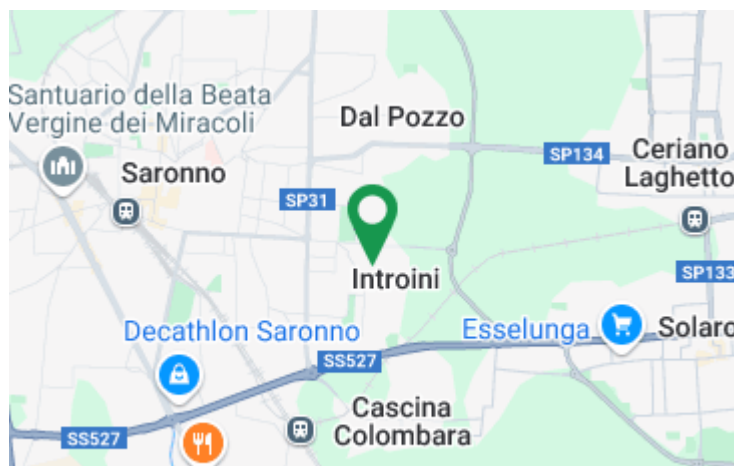 Santuario della Beata
Vergine dei Miracoli
Dal Pozzo
SP134
Ceriano
Laghetto
Saronno
SP31
Introini
SP133
Decathlon Saronno
Esselunga
Solaro
SS527
Cascina
Colombara
SS527